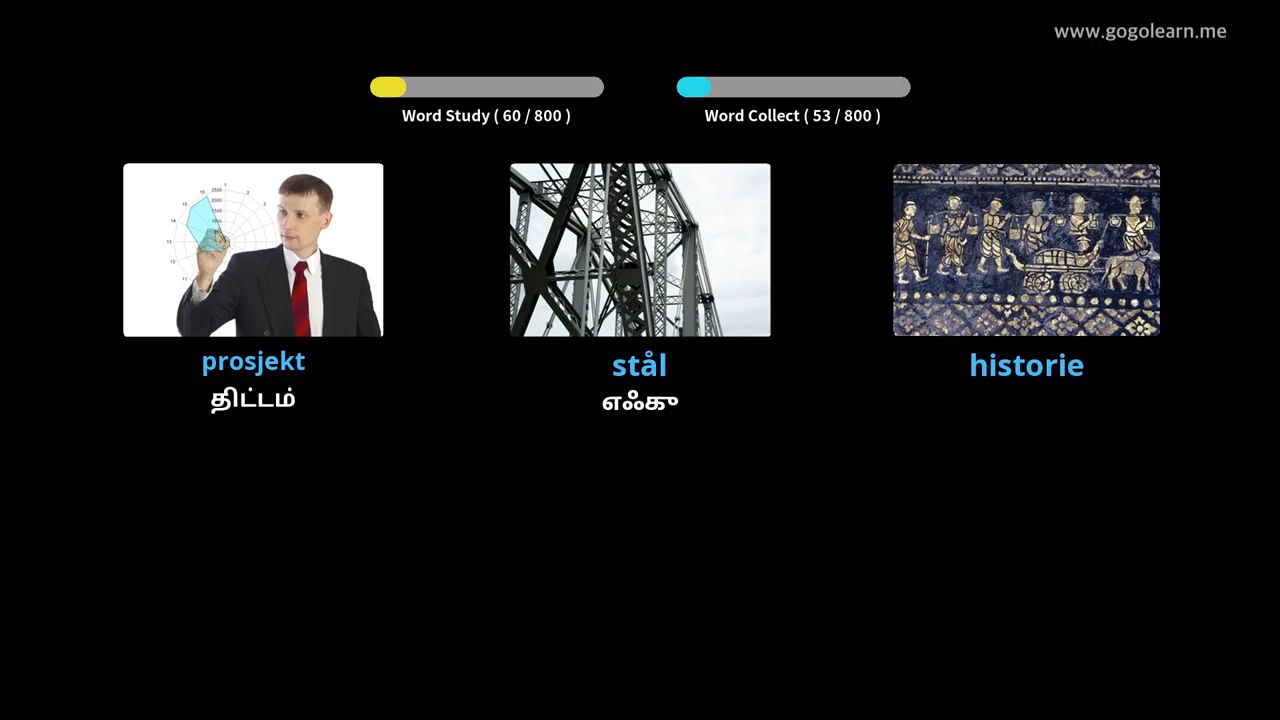 www.gogolearn.me
Word Study ( 60 / 800 )
Word Collect ( 53 / 800 )
prosjekt
திட்டம்
stål
எஃகு
historie